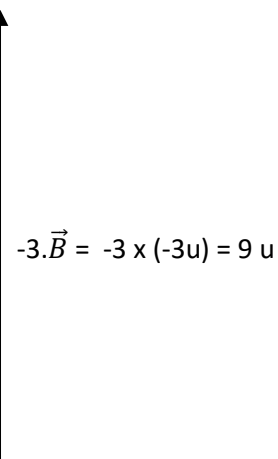 -3.$\vec{B}$ = -3 x (-3u) = 9 u